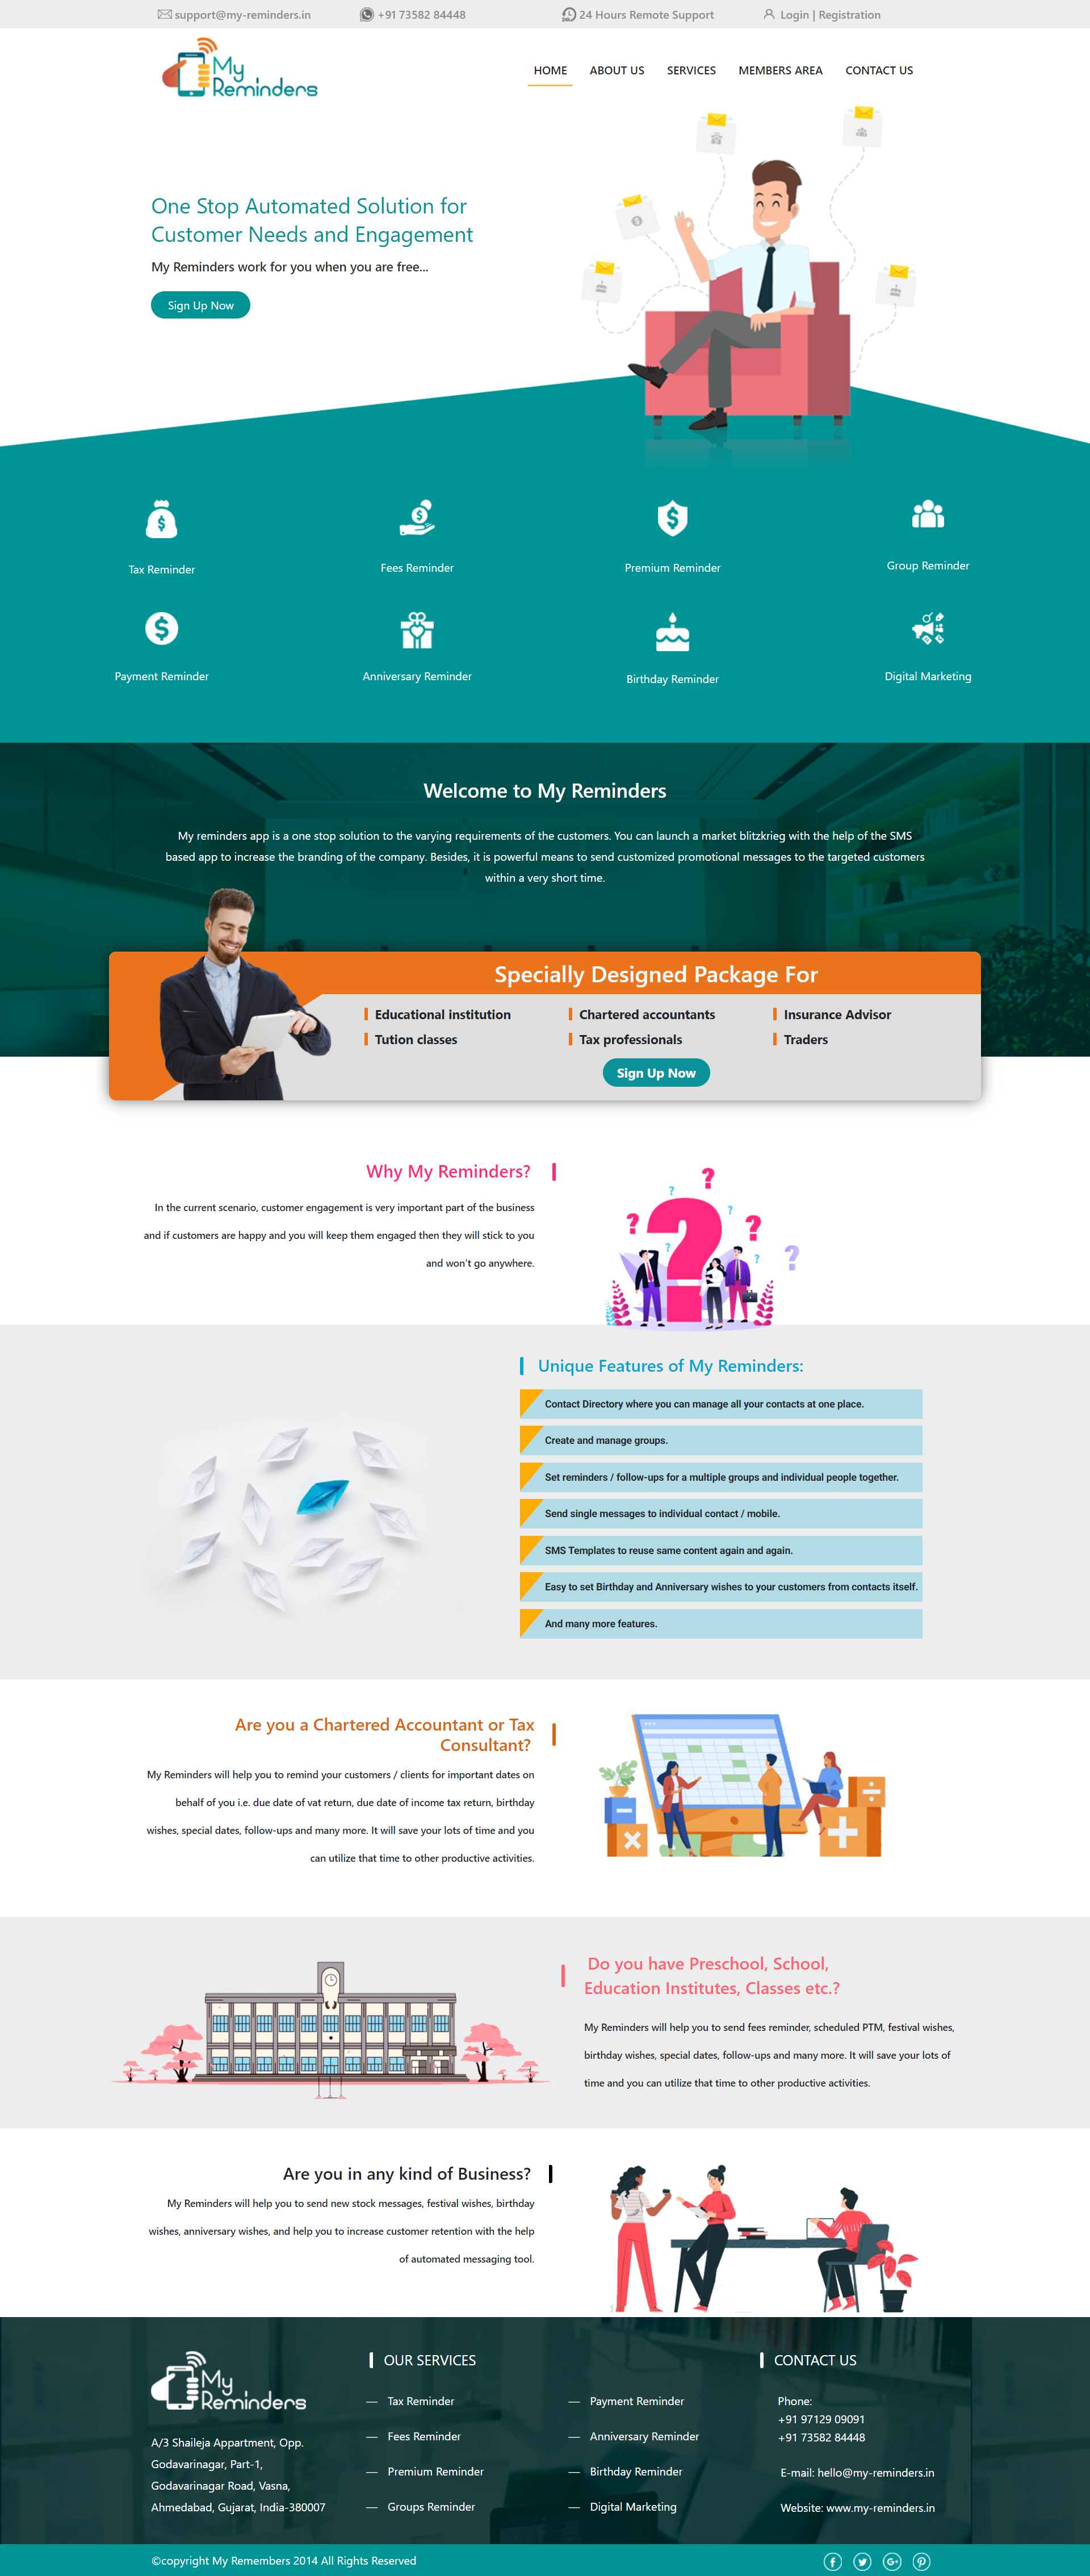 support@my-reminders.in
+91 73582 84448
24 Hours Remote Support
Login | Registration
My
Reminders
HOME
ABOUT US
SERVICES
MEMBERS AREA
CONTACT US
One Stop Automated Solution for
Customer Needs and Engagement
My Reminders work for you when you are free...
Sign Up Now
Tax Reminder
Fees Reminder
Premium Reminder
Group Reminder
Payment Reminder
Anniversary Reminder
Birthday Reminder
Digital Marketing
Welcome to My Reminders
My reminders app is a one stop solution to the varying requirements of the customers. You can launch a market blitzkrieg with the help of the SMS
based app to increase the branding of the company. Besides, it is powerful means to send customized promotional messages to the targeted customers
within a very short time.
Specially Designed Package For
Educational institution
Chartered accountants
Insurance Advisor
Tution classes
Tax professionals
Traders
Sign Up Now
Why My Reminders?
In the current scenario, customer engagement is very important part of the business
and if customers are happy and you will keep them engaged then they will stick to you
and won't go anywhere.
Unique Features of My Reminders:
Contact Directory where you can manage all your contacts at one place.
Create and manage groups.
Set reminders / follow-ups for a multiple groups and individual people together.
Send single messages to individual contact / mobile.
SMS Templates to reuse same content again and again.
Easy to set Birthday and Anniversary wishes to your customers from contacts itself.
And many more features.
Are you a Chartered Accountant or Tax
Consultant?
My Reminders will help you to remind your customers / clients for important dates on
behalf of you i.e. due date of vat return, due date of income tax return, birthday
wishes, special dates, follow-ups and many more. It will save your lots of time and you
can utilize that time to other productive activities.
Do you have Preschool, School,
Education Institutes, Classes etc.?
My Reminders will help you to send fees reminder, scheduled PTM, festival wishes,
birthday wishes, special dates, follow-ups and many more. It will save your lots of
time and you can utilize that time to other productive activities.
Are you in any kind of Business?
My Reminders will help you to send new stock messages, festival wishes, birthday
wishes, anniversary wishes, and help you to increase customer retention with the help
of automated messaging tool.
My
Reminders
A/3 Shaileja Appartment, Opp.
Godavarinagar, Part-1,
Godavarinagar Road, Vasna,
Ahmedabad, Gujarat, India-380007
OUR SERVICES
Tax Reminder
Fees Reminder
Premium Reminder
Groups Reminder
Payment Reminder
Anniversary Reminder
Birthday Reminder
Digital Marketing
CONTACT US
Phone:
+91 97129 09091
+91 73582 84448
E-mail: hello@my-reminders.in
Website: www.my-reminders.in
©copyright My Remembers 2014 All Rights Reserved